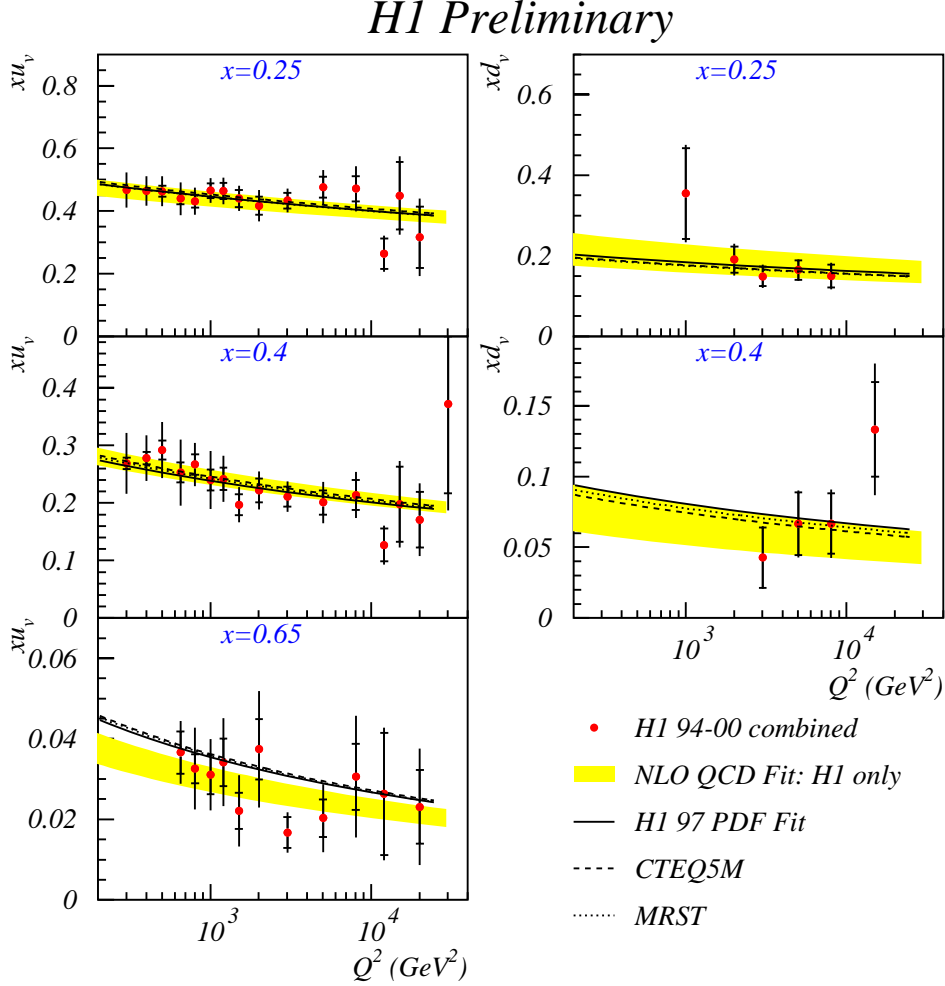 H1 Preliminary
xu_v
x=0.25
0.8
0.6
0.4
0.2
0
xd_v
x=0.25
0.6
0.4
0.2
0
xu_v
x=0.4
0.4
0.3
0.2
0.1
0
xd_v
x=0.4
0.15
0.1
0.05
0
10^3 10^4
Q^2 (GeV^2)
xu_v
x=0.65
0.06
0.04
0.02
0
10^3 10^4
Q^2 (GeV^2)
H1 94-00 combined
NLO QCD Fit: H1 only
H1 97 PDF Fit
CTEQ5M
MRST